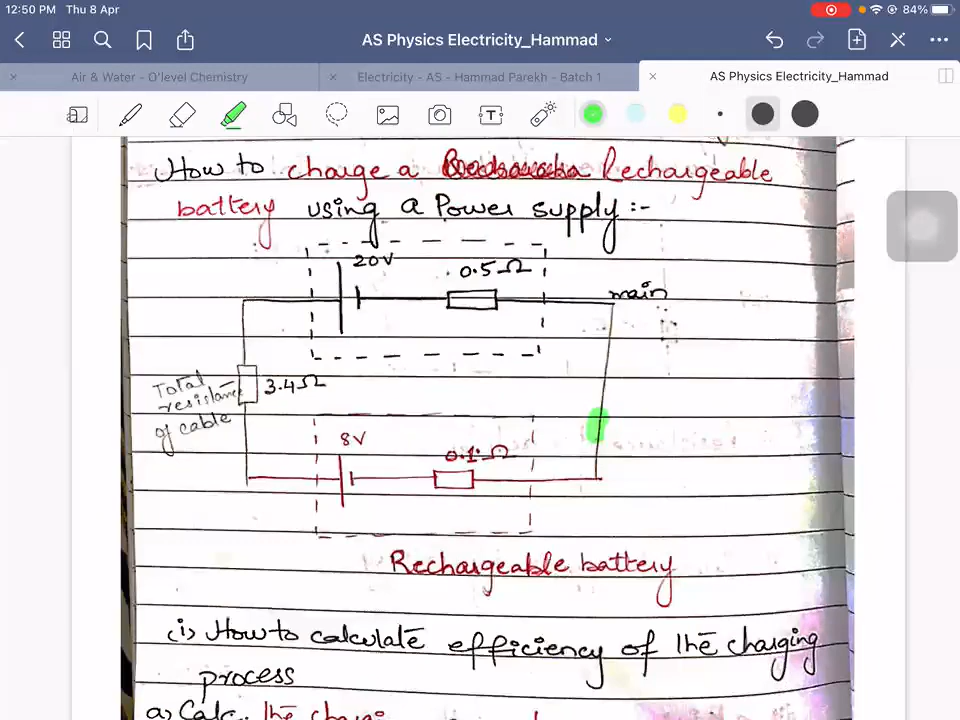 12:50 PM Thu 8 Apr
84%
AS Physics Electricity_Hammad
Air & Water - O'level Chemistry
Electricity - AS - Hammad Parekh - Batch 1
AS Physics Electricity_Hammad
How to charge a Rechargeable
battery using a Power supply :-
20V
0.5Ω
main
Total
resistance
of cable
3.4Ω
8V
0.1Ω
Rechargeable battery
(i) How to calculate efficiency of the charging
process
a) Calc. the